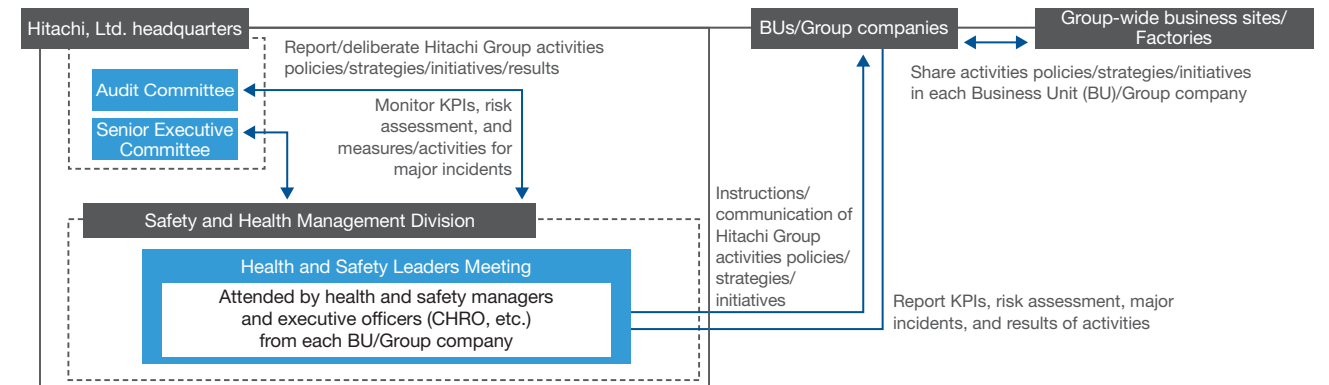 Hitachi, Ltd. headquarters
Report/deliberate Hitachi Group activities
policies/strategies/initiatives/results
Audit Committee
Senior Executive
Committee
Monitor KPIs, risk
assessment, and
measures/activities for
major incidents
Safety and Health Management Division
Health and Safety Leaders Meeting
Attended by health and safety managers
and executive officers (CHRO, etc.)
from each BU/Group company
BUs/Group companies
Group-wide business sites/
Factories
Share activities policies/strategies/initiatives
in each Business Unit (BU)/Group company
Instructions/
communication of
Hitachi Group
activities policies/
strategies/
initiatives
Report KPIs, risk assessment, major
incidents, and results of activities